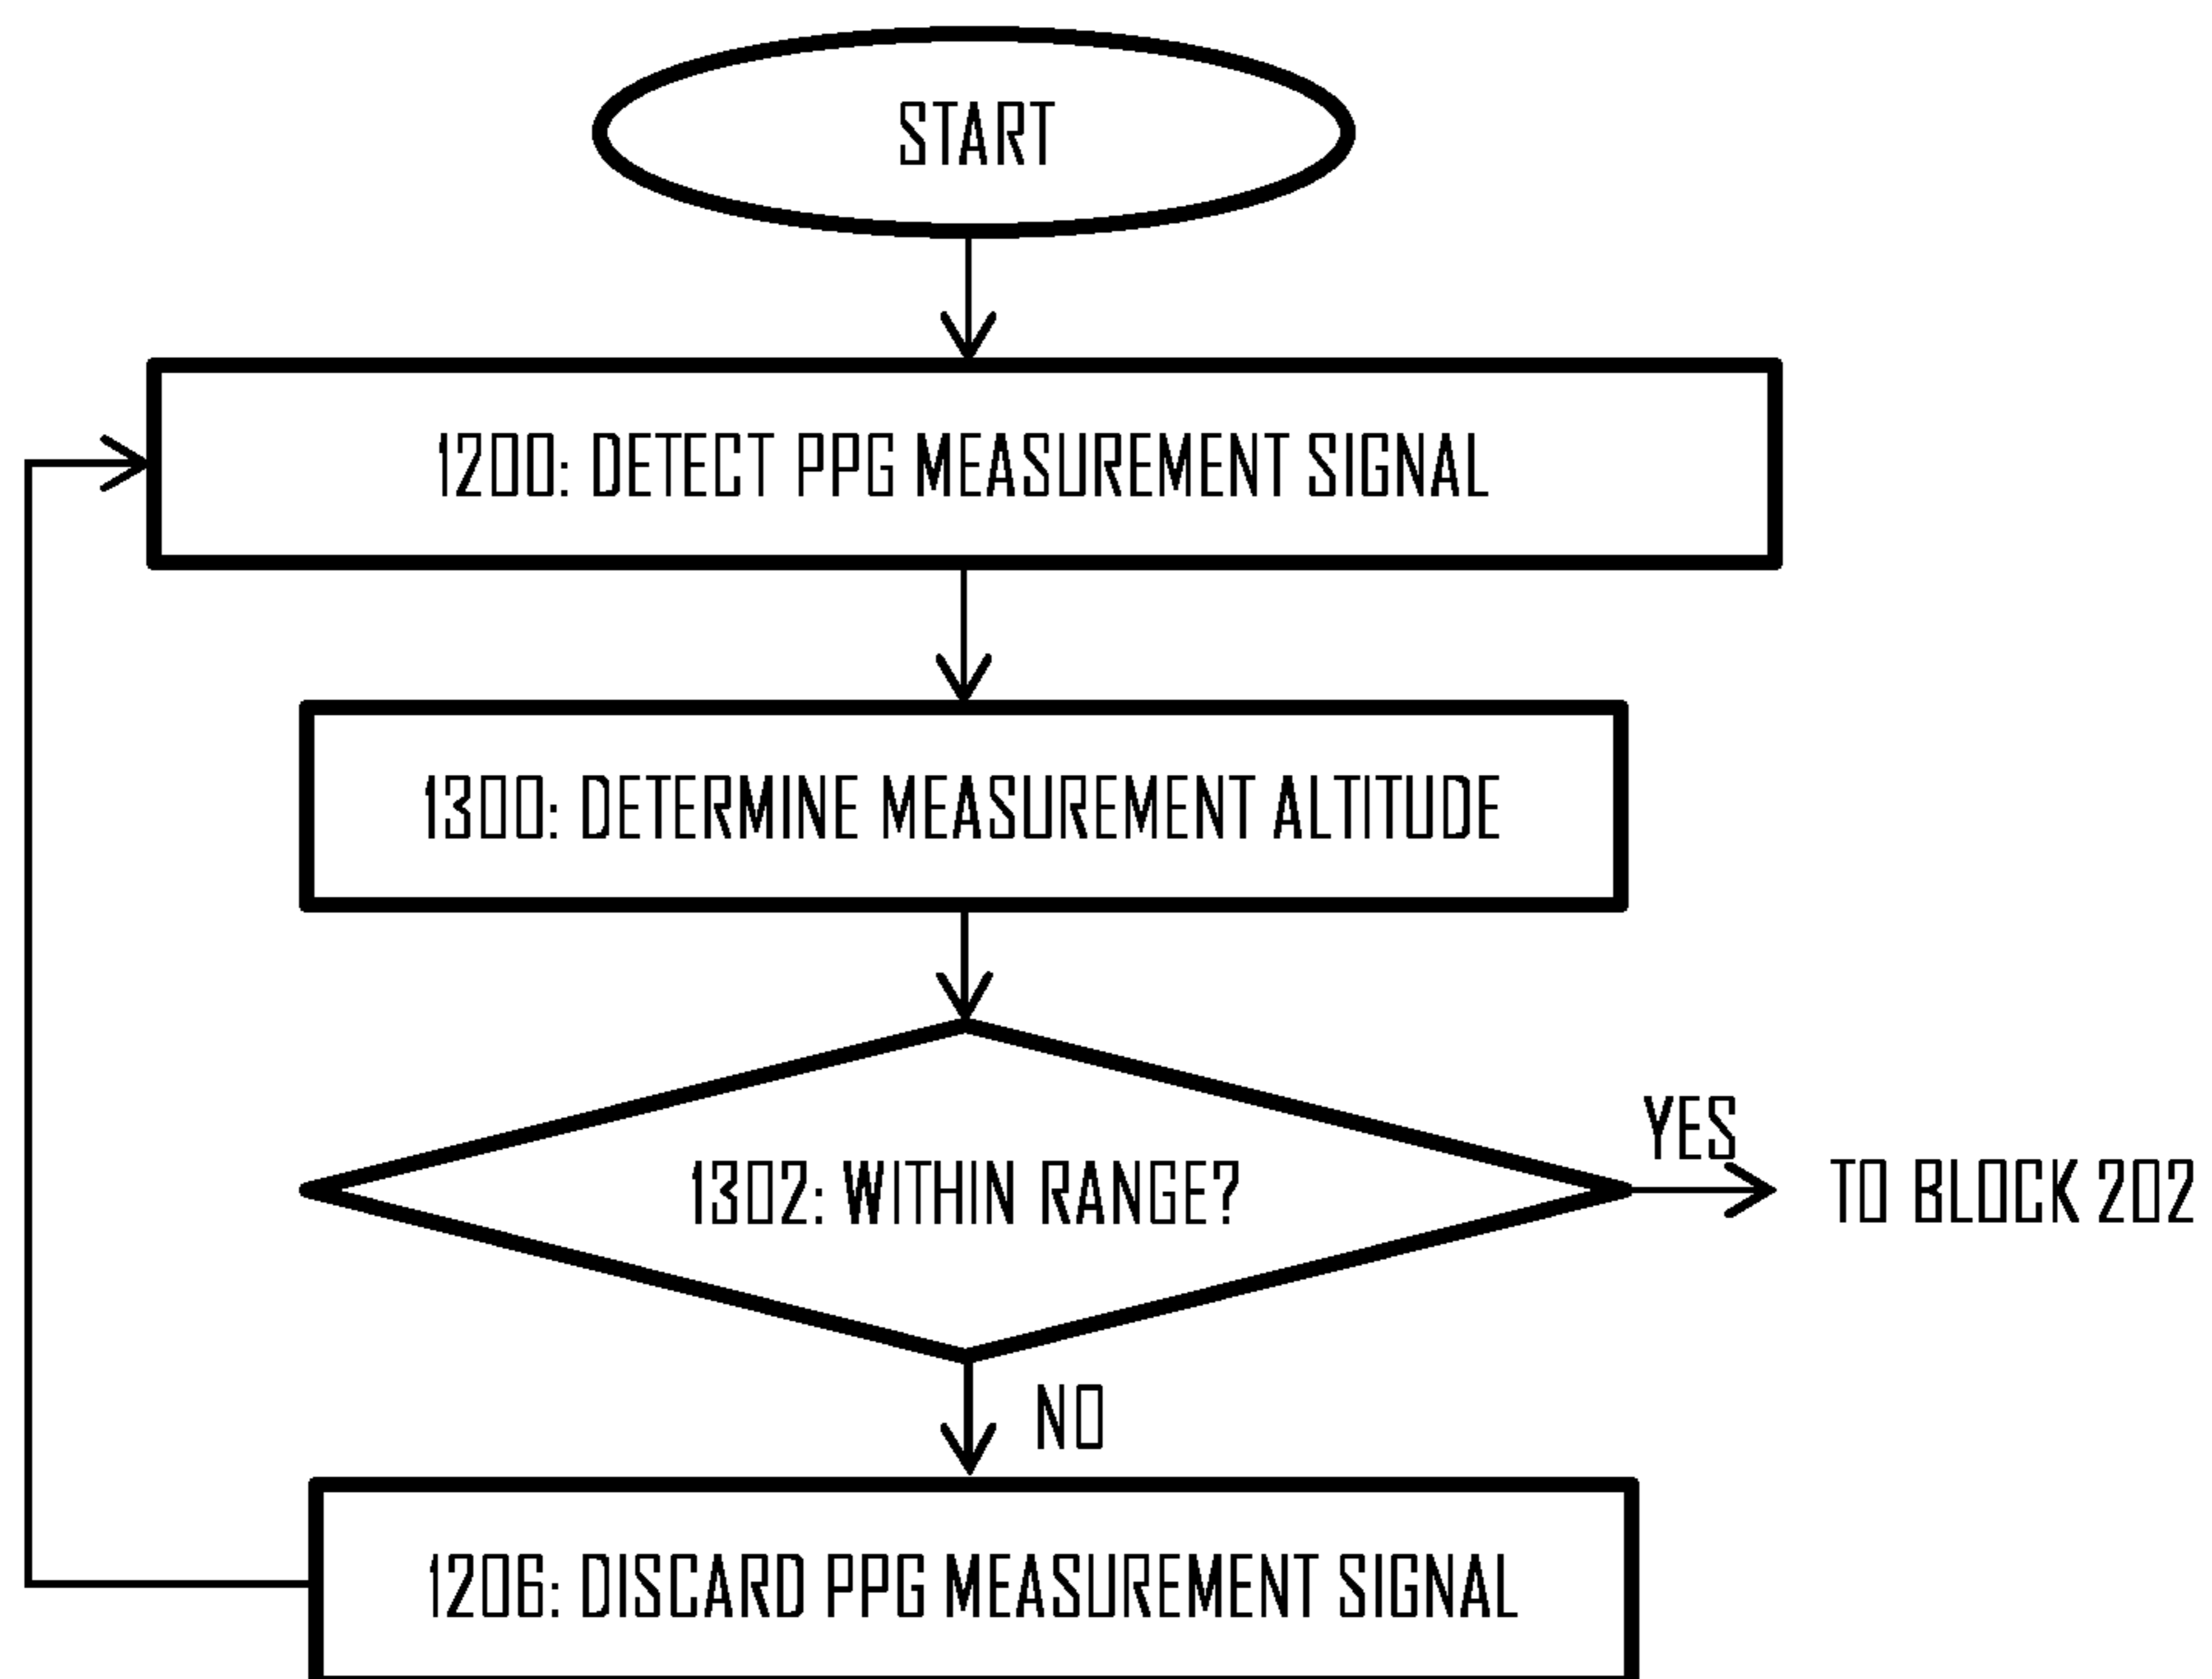 START
1200: DETECT PPG MEASUREMENT SIGNAL
1300: DETERMINE MEASUREMENT ALTITUDE
1302: WITHIN RANGE?
YES
TO BLOCK 202
NO
1206: DISCARD PPG MEASUREMENT SIGNAL